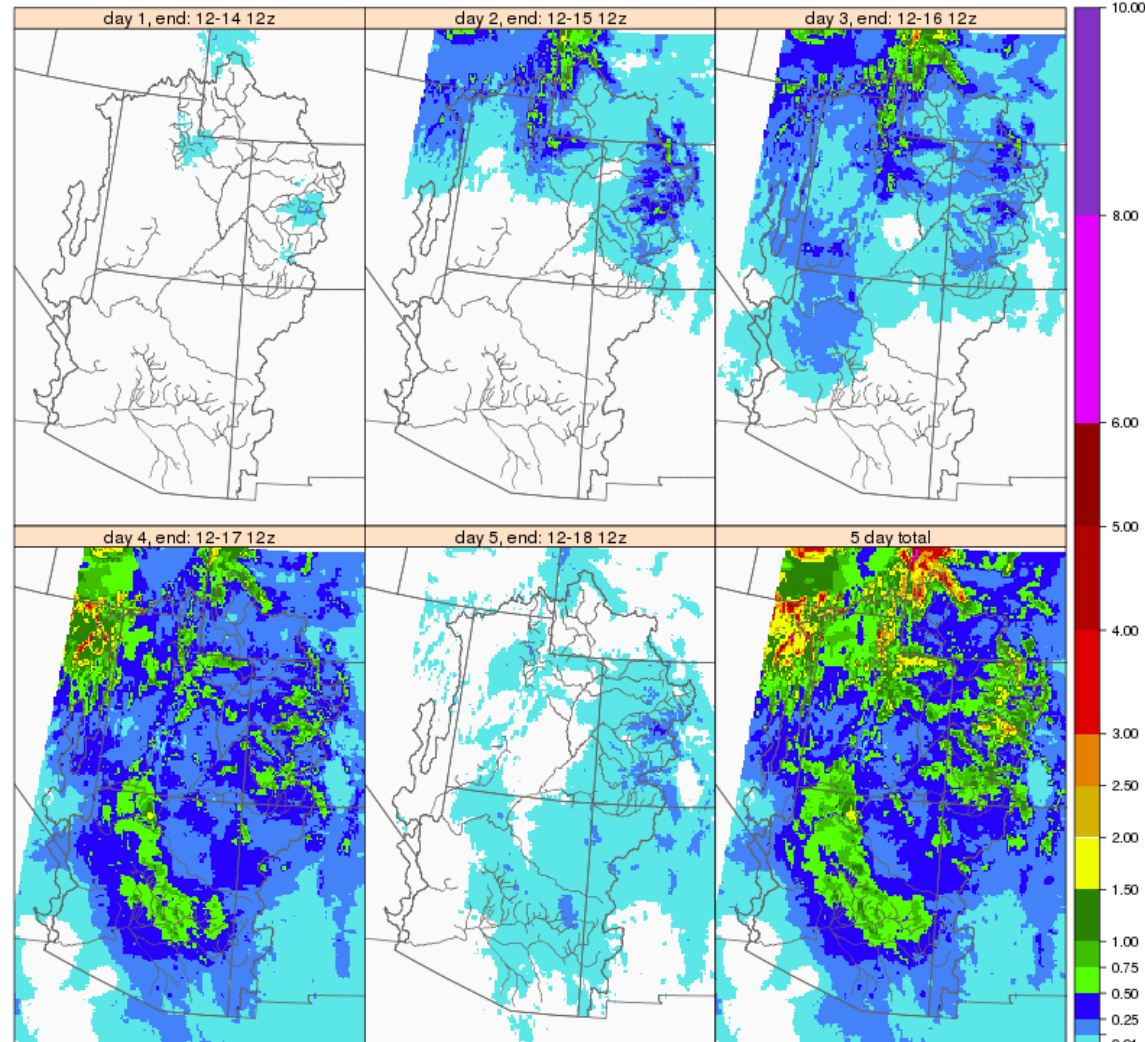 day 1, end: 12-14 12z
day 2, end: 12-15 12z
day 3, end: 12-16 12z
day 4, end: 12-17 12z
day 5, end: 12-18 12z
5 day total
10.00
8.00
6.00
5.00
4.00
3.00
2.50
2.00
1.50
1.00
0.75
0.50
0.25